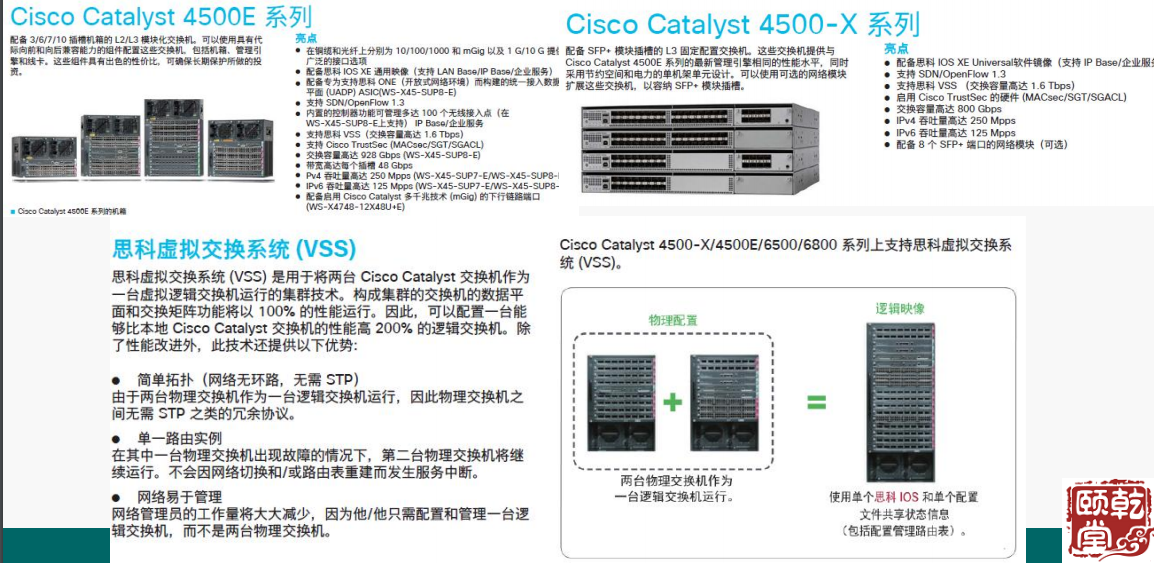 Cisco Catalyst 4500E 系列
配备 3/6/7/10 插槽机箱的 L2/L3 模块化交换机。可以使用具有代
际向前和向后兼容能力的组件配置这些交换机，包括机箱、管理引
擎和线卡。这些组件具有出色的性价比，可确保长期保护所做的投
资。
Cisco Catalyst 4500E 系列的机箱
亮点
在铜缆和光纤上分别为 10/100/1000 和 mGig 以及 1 G/10 G 提
广泛的接口选项
配备思科 IOS XE 通用映像（支持 LAN Base/IP Base/企业服务）
配备专为支持思科 ONE（开放式网络环境）而构建的统一接入数据
平面 (UADP) ASIC(WS-X45-SUP8-E)
支持 SDN/OpenFlow 1.3
内置的控制器功能可管理多达 100 个无线接入点（在
WS-X45-SUP8-E上支持） IP Base/企业服务
支持思科 VSS（交换容量高达 1.6 Tbps）
支持 Cisco TrustSec (MACsec/SGT/SGACL)
交换容量高达 928 Gbps (WS-X45-SUP8-E)
带宽高达每个插槽 48 Gbps
Pv4 吞吐量高达 250 Mpps (WS-X45-SUP7-E/WS-X45-SUP8-
IPv6 吞吐量高达 125 Mpps (WS-X45-SUP7-E/WS-X45-SUP8-
配备启用 Cisco Catalyst 多千兆技术 (mGig) 的下行链路端口
(WS-X4748-12X48U+E)
Cisco Catalyst 4500-X 系列
配备 SFP+ 模块插槽的 L3 固定配置交换机。这些交换机提供与
Cisco Catalyst 4500E 系列的最新管理引擎相同的性能水平，同时
采用节约空间和电力的单机架单元设计。可以使用可选的网络模块
扩展这些交换机，以容纳 SFP+ 模块插槽。
亮点
配备思科 IOS XE Universal软件镜像（支持 IP Base/企业服务
支持 SDN/OpenFlow 1.3
支持思科 VSS （交换容量高达 1.6 Tbps）
启用 Cisco TrustSec 的硬件 (MACsec/SGT/SGACL)
交换容量高达 800 Gbps
IPv4 吞吐量高达 250 Mpps
IPv6 吞吐量高达 125 Mpps
配备 8 个 SFP+ 端口的网络模块（可选）
思科虚拟交换系统 (VSS)
思科虚拟交换系统 (VSS) 是用于将两台 Cisco Catalyst 交换机作为
一台虚拟逻辑交换机运行的集群技术。构成集群的交换机的数据平
面和交换矩阵功能将以 100% 的性能运行。因此，可以配置一台能
够比本地 Cisco Catalyst 交换机的性能高 200% 的逻辑交换机。除
了性能改进外，此技术还提供以下优势：
简单拓扑（网络无环路，无需 STP）
由于两台物理交换机作为一台逻辑交换机运行，因此物理交换机之
间无需 STP 之类的冗余协议。
单一路由实例
在其中一台物理交换机出现故障的情况下，第二台物理交换机将继
续运行。不会因网络切换和/或路由表重建而发生服务中断。
网络易于管理
网络管理员的工作量将大大减少，因为他/她只需配置和管理一台逻
辑交换机，而不是两台物理交换机。
Cisco Catalyst 4500-X/4500E/6500/6800 系列上支持思科虚拟交换系
统 (VSS)。
物理配置
两台物理交换机作为
一台逻辑交换机运行。
逻辑映像
使用单个思科 IOS 和单个配置
文件共享状态信息
（包括配置管理路由表）。
颐乾堂